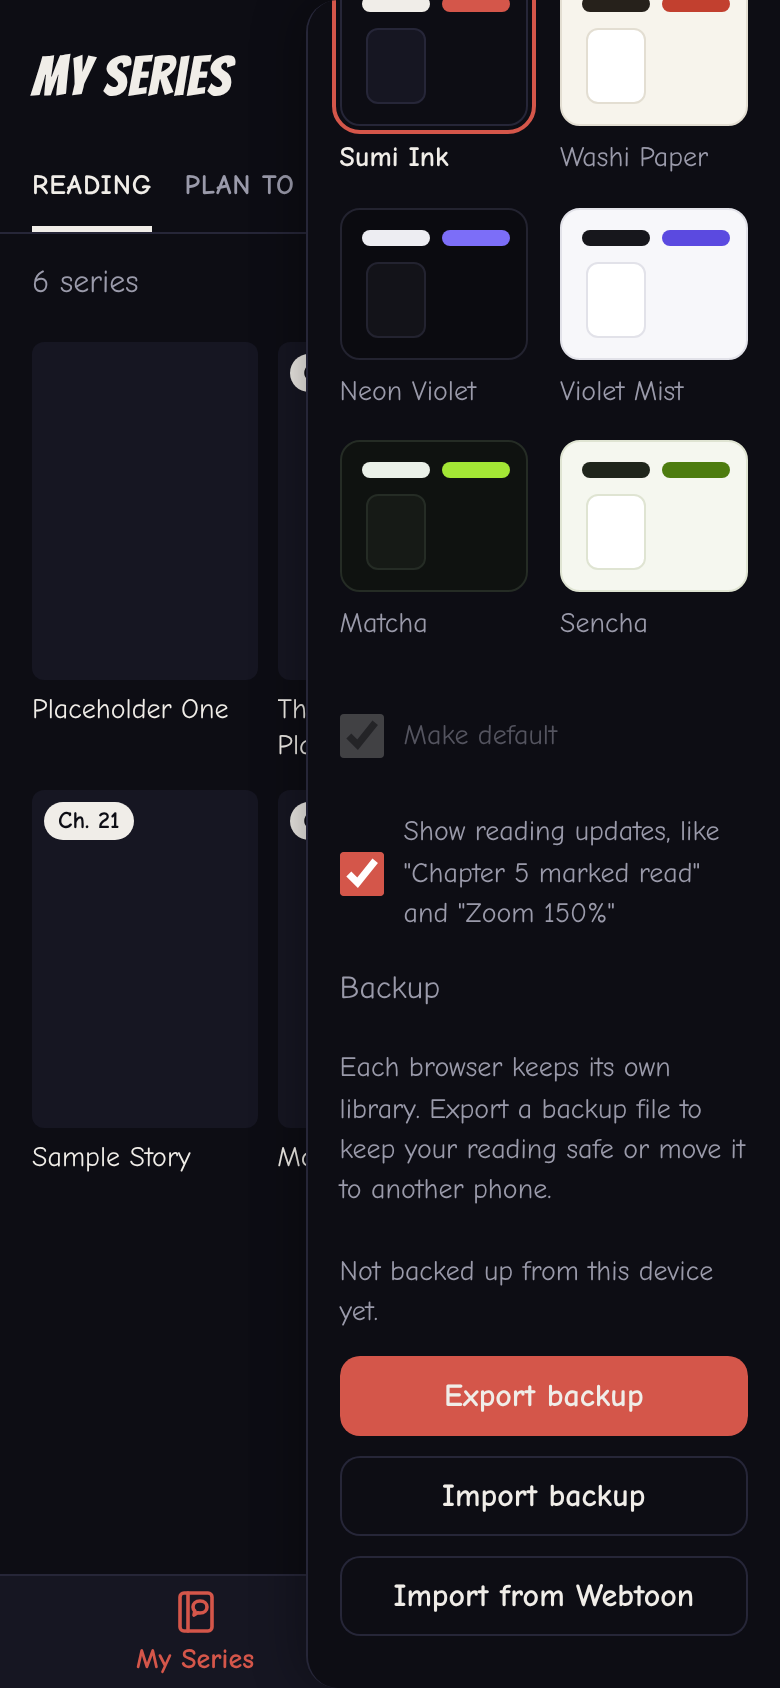 MY SERIES
READING
PLAN TO
6 series
Placeholder One
Th
Pla
Ch. 21
Sample Story
Mo
My Series
Sumi Ink
Washi Paper
Neon Violet
Violet Mist
Matcha
Sencha
Make default
Show reading updates, like
"Chapter 5 marked read"
and "Zoom 150%"
Backup
Each browser keeps its own
library. Export a backup file to
keep your reading safe or move it
to another phone.
Not backed up from this device
yet.
Export backup
Import backup
Import from Webtoon